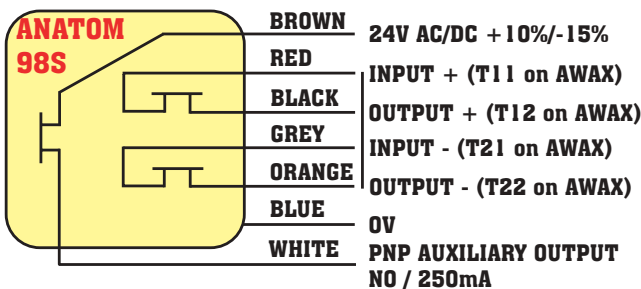 ANATOM
98S
BROWN
24V AC/DC +10%/-15%
RED
INPUT + (T11 on AWAX)
BLACK
OUTPUT + (T12 on AWAX)
GREY
INPUT - (T21 on AWAX)
ORANGE
OUTPUT - (T22 on AWAX)
BLUE
0V
WHITE
PNP AUXILIARY OUTPUT
NO / 250mA